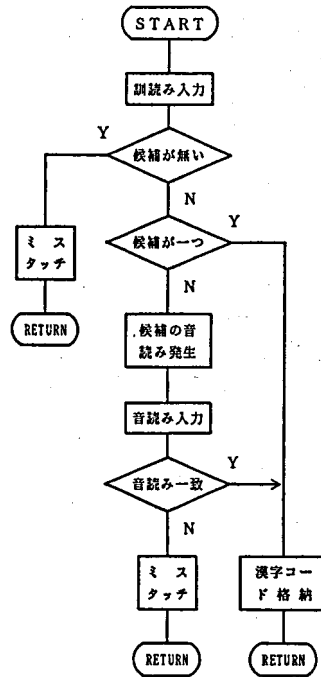 START
訓読み入力
Y
候補が無い
N
ミス
タッチ
候補が一つ
Y
RETURN
N
候補の音
読み発生
音読み入力
音読み一致
Y
N
ミス
タッチ
漢字コー
ド格納
RETURN
RETURN